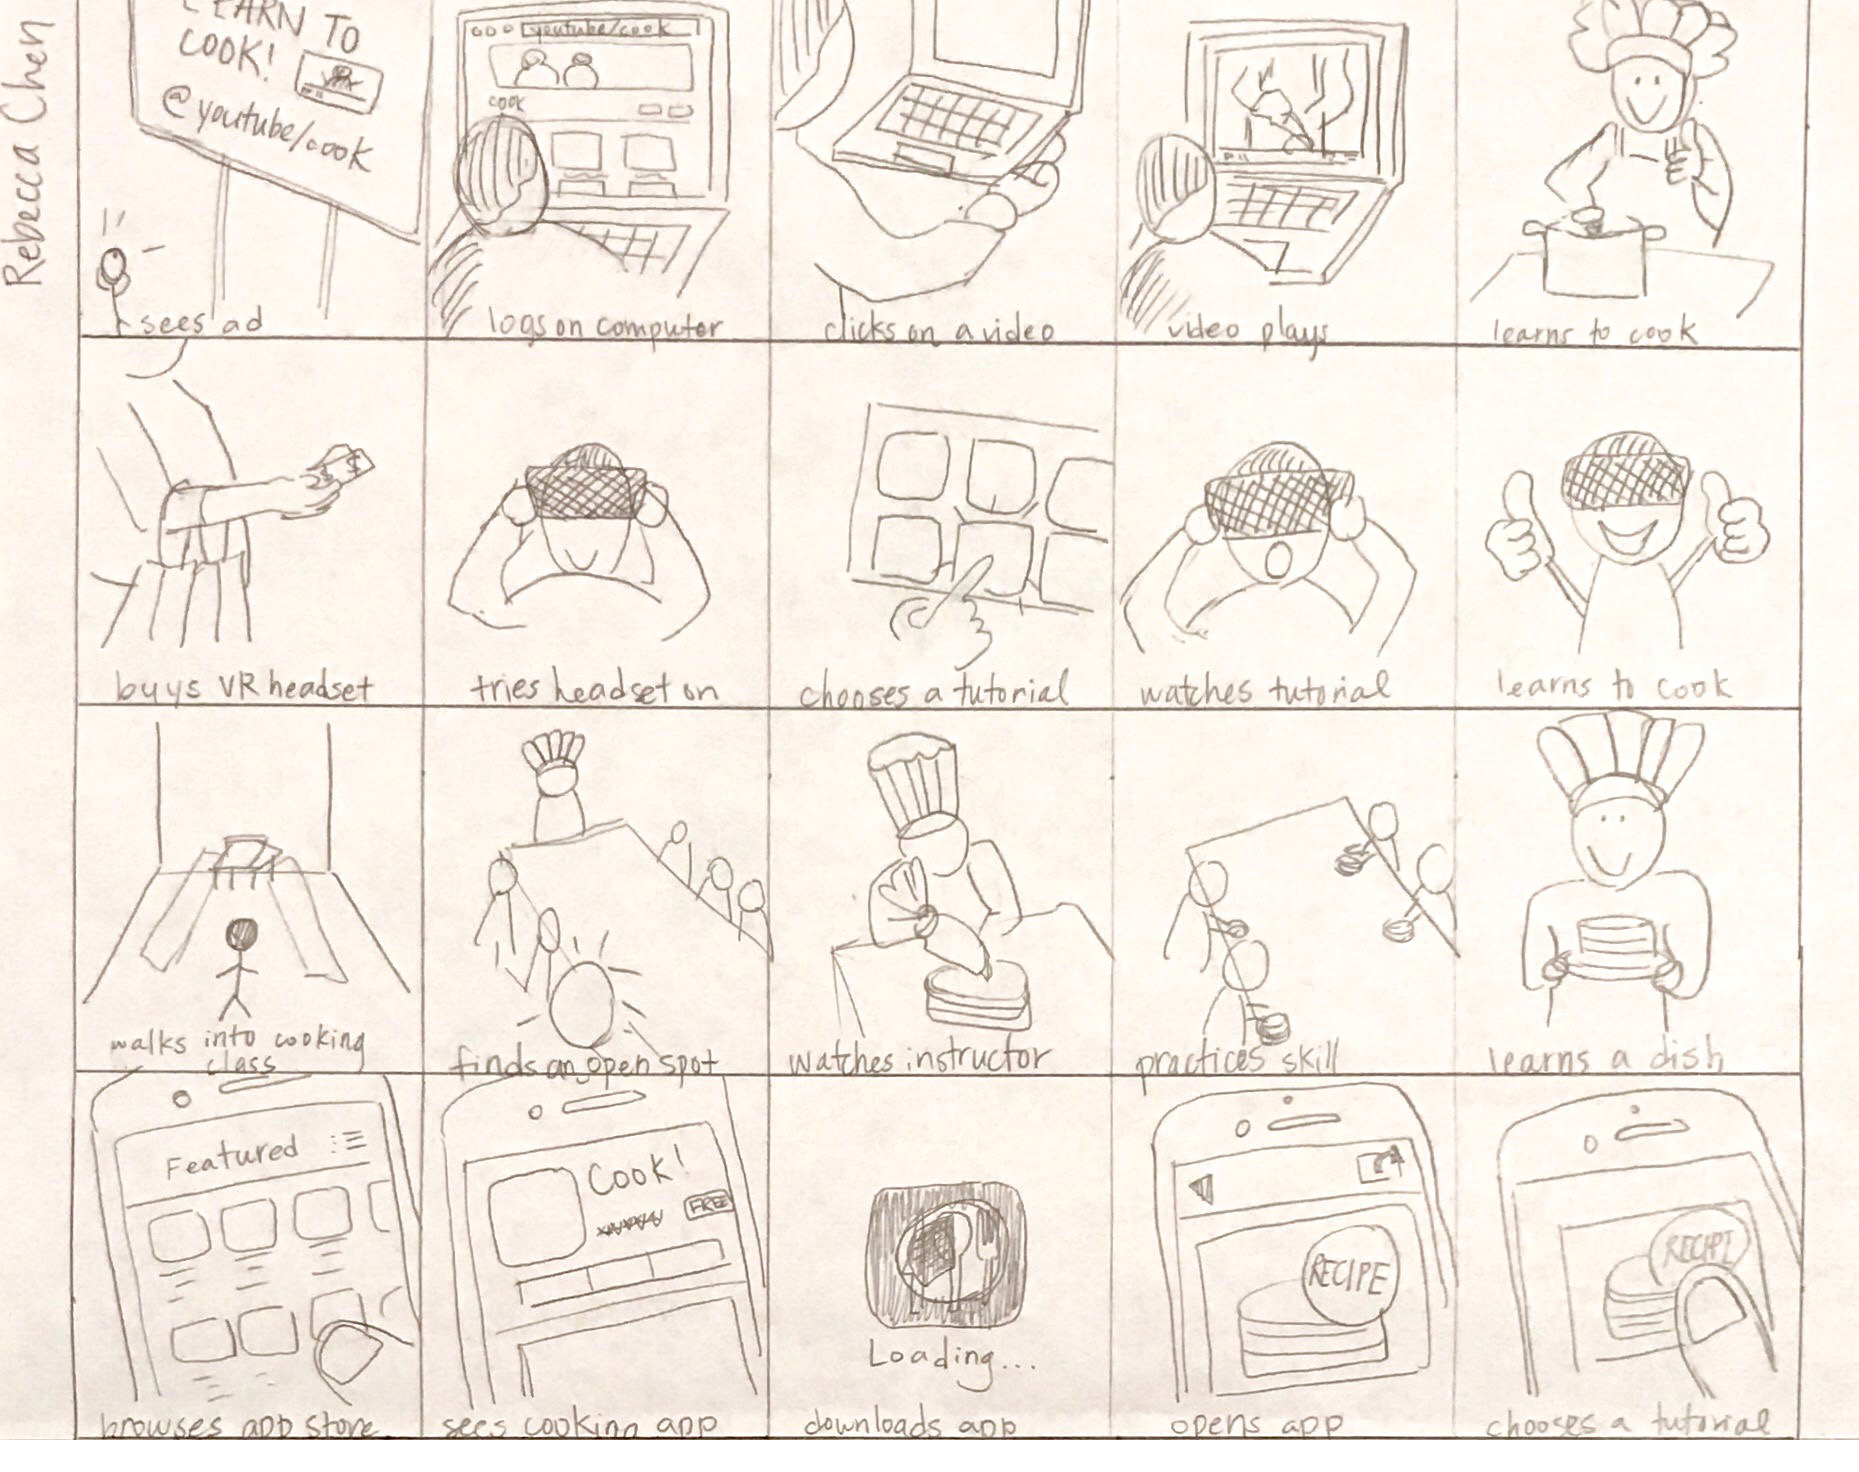 Rebecca Chen
LEARN TO
COOK!
@youtube/cook
sees ad
youtube/cook
cook
logs on computer
clicks on a video
video plays
learns to cook
buys VR headset
tries headset on
chooses a tutorial
watches tutorial
learns to cook
walks into cooking
class
finds an open spot
watches instructor
practices skill
learns a dish
Featured
browses app store
Cook!
FREE
sees cooking app
Loading...
downloads app
RECIPE
opens app
RECIPE
chooses a tutorial